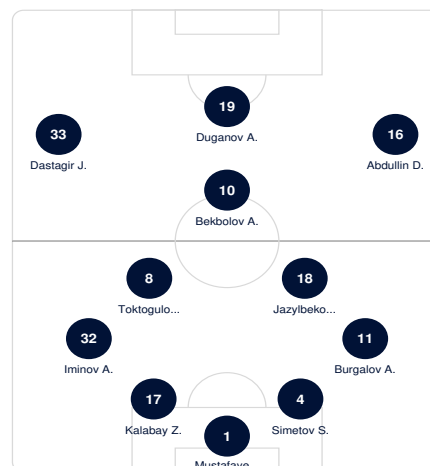 19
Duganov A.
33
Dastagir J.
16
Abdullin D.
10
Bekbolov A.
8
Toktogulo...
18
Jazylbeko...
32
Iminov A.
11
Burgalov A.
17
Kalabay Z.
4
Simetov S.
1
Mustafaye